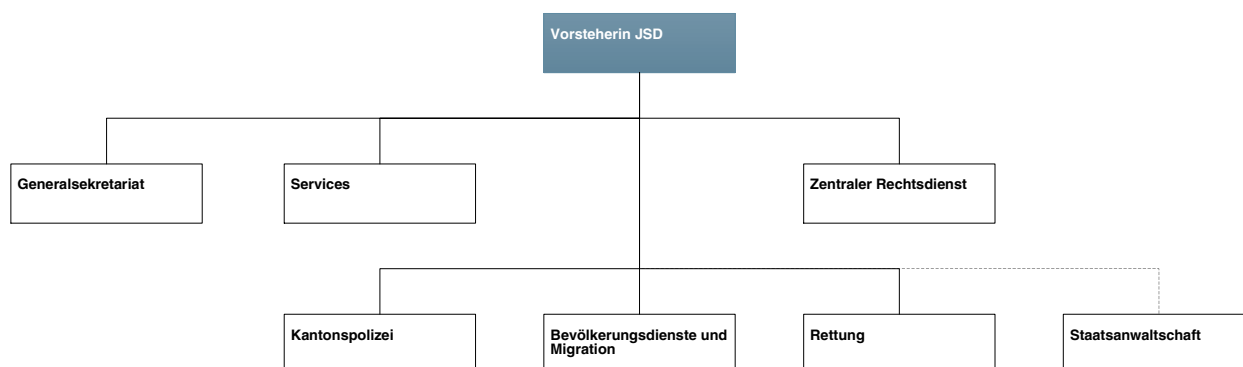 Vorsteherin JSD
Generalsekretariat
Services
Zentraler Rechtsdienst
Kantonspolizei
Bevölkerungsdienste und
Migration
Rettung
Staatsanwaltschaft